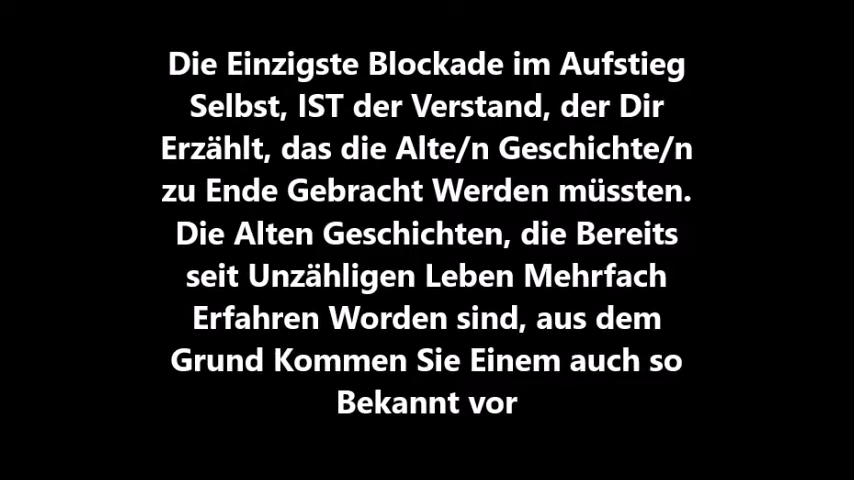 Die Einzigste Blockade im Aufstieg
Selbst, IST der Verstand, der Dir
Erzählt, das die Alte/n Geschichte/n
zu Ende Gebracht Werden müssten.
Die Alten Geschichten, die Bereits
seit Unzähligen Leben Mehrfach
Erfahren Worden sind, aus dem
Grund Kommen Sie Einem auch so
Bekannt vor